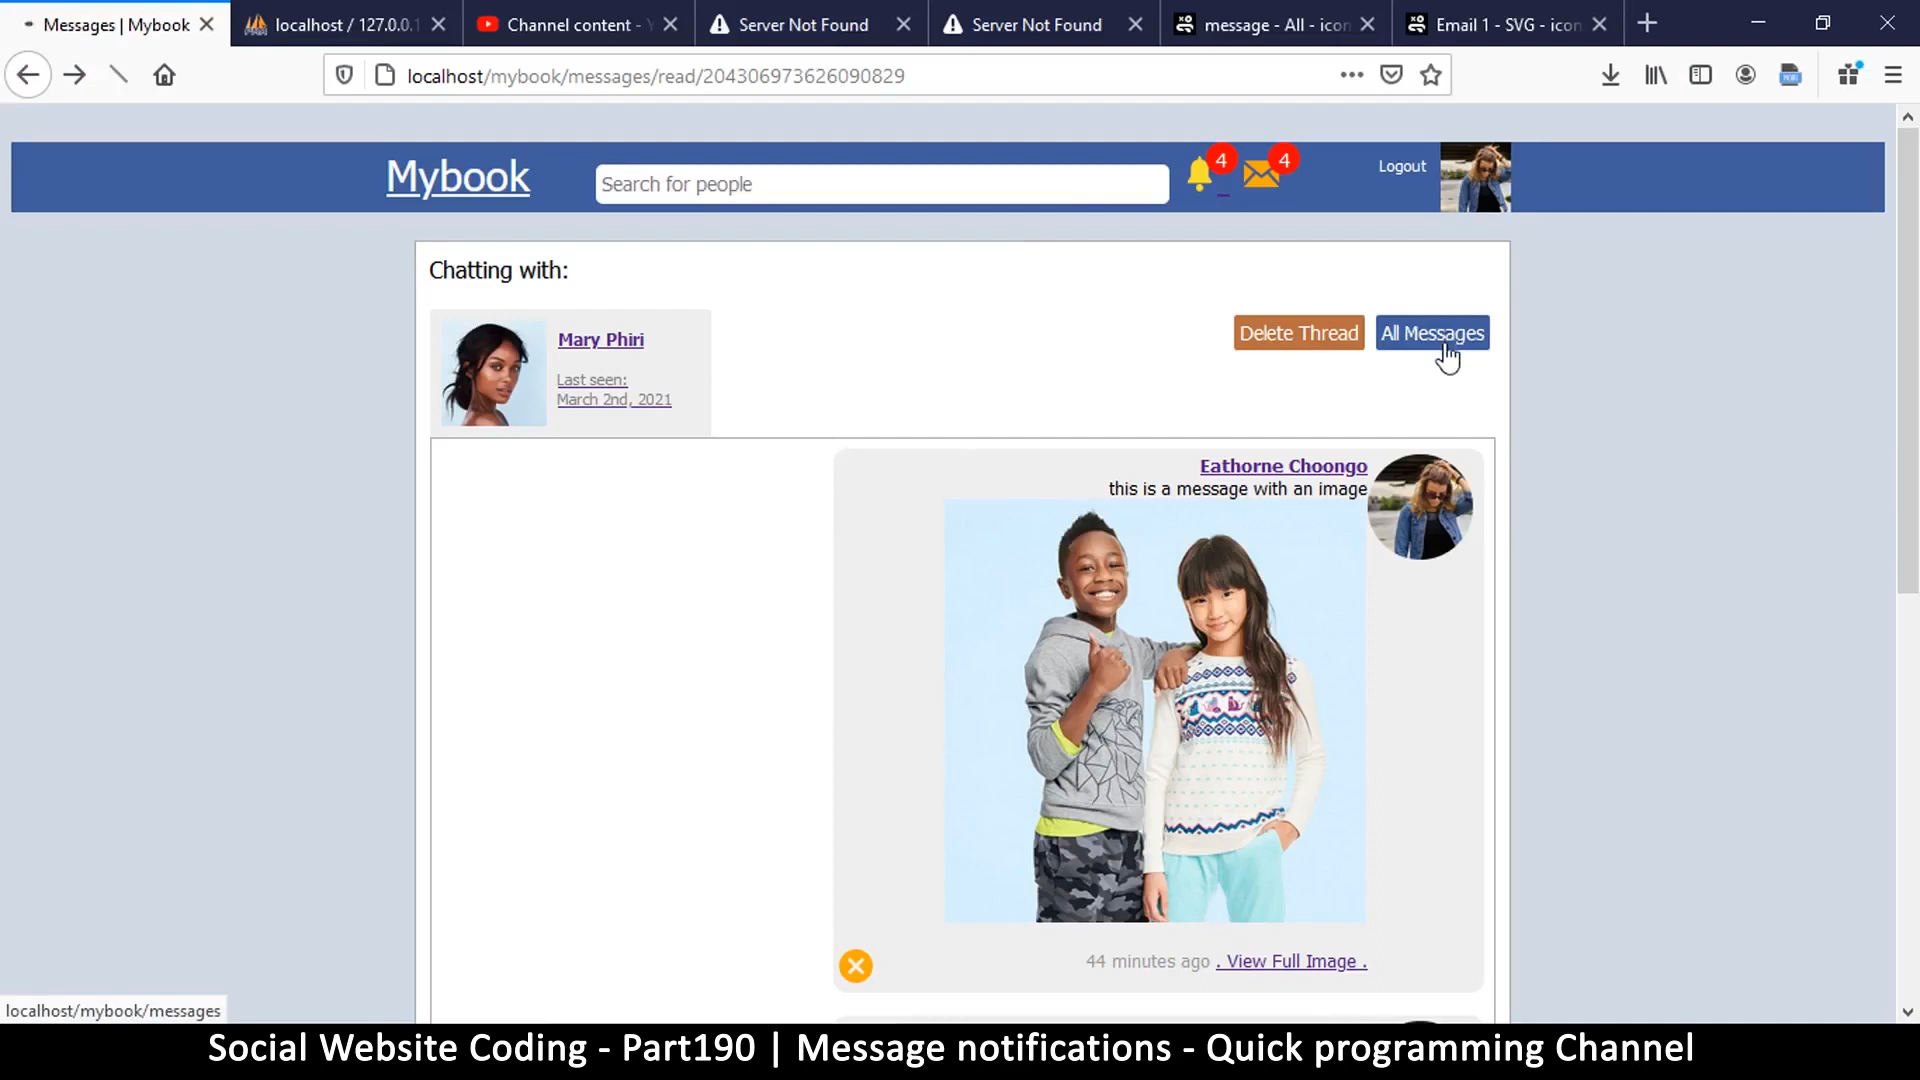 Messages | Mybook
localhost / 127.0.0.1
Channel content -
Server Not Found
Server Not Found
message - All - icon
Email 1 - SVG - icon
localhost/mybook/messages/read/204306973626090829
Mybook
Search for people
4
4
Logout
Chatting with:
Mary Phiri
Last seen:
March 2nd, 2021
Delete Thread
All Messages
Eathorne Choongo
this is a message with an image
44 minutes ago . View Full Image .
localhost/mybook/messages
Social Website Coding - Part190 | Message notifications - Quick programming Channel